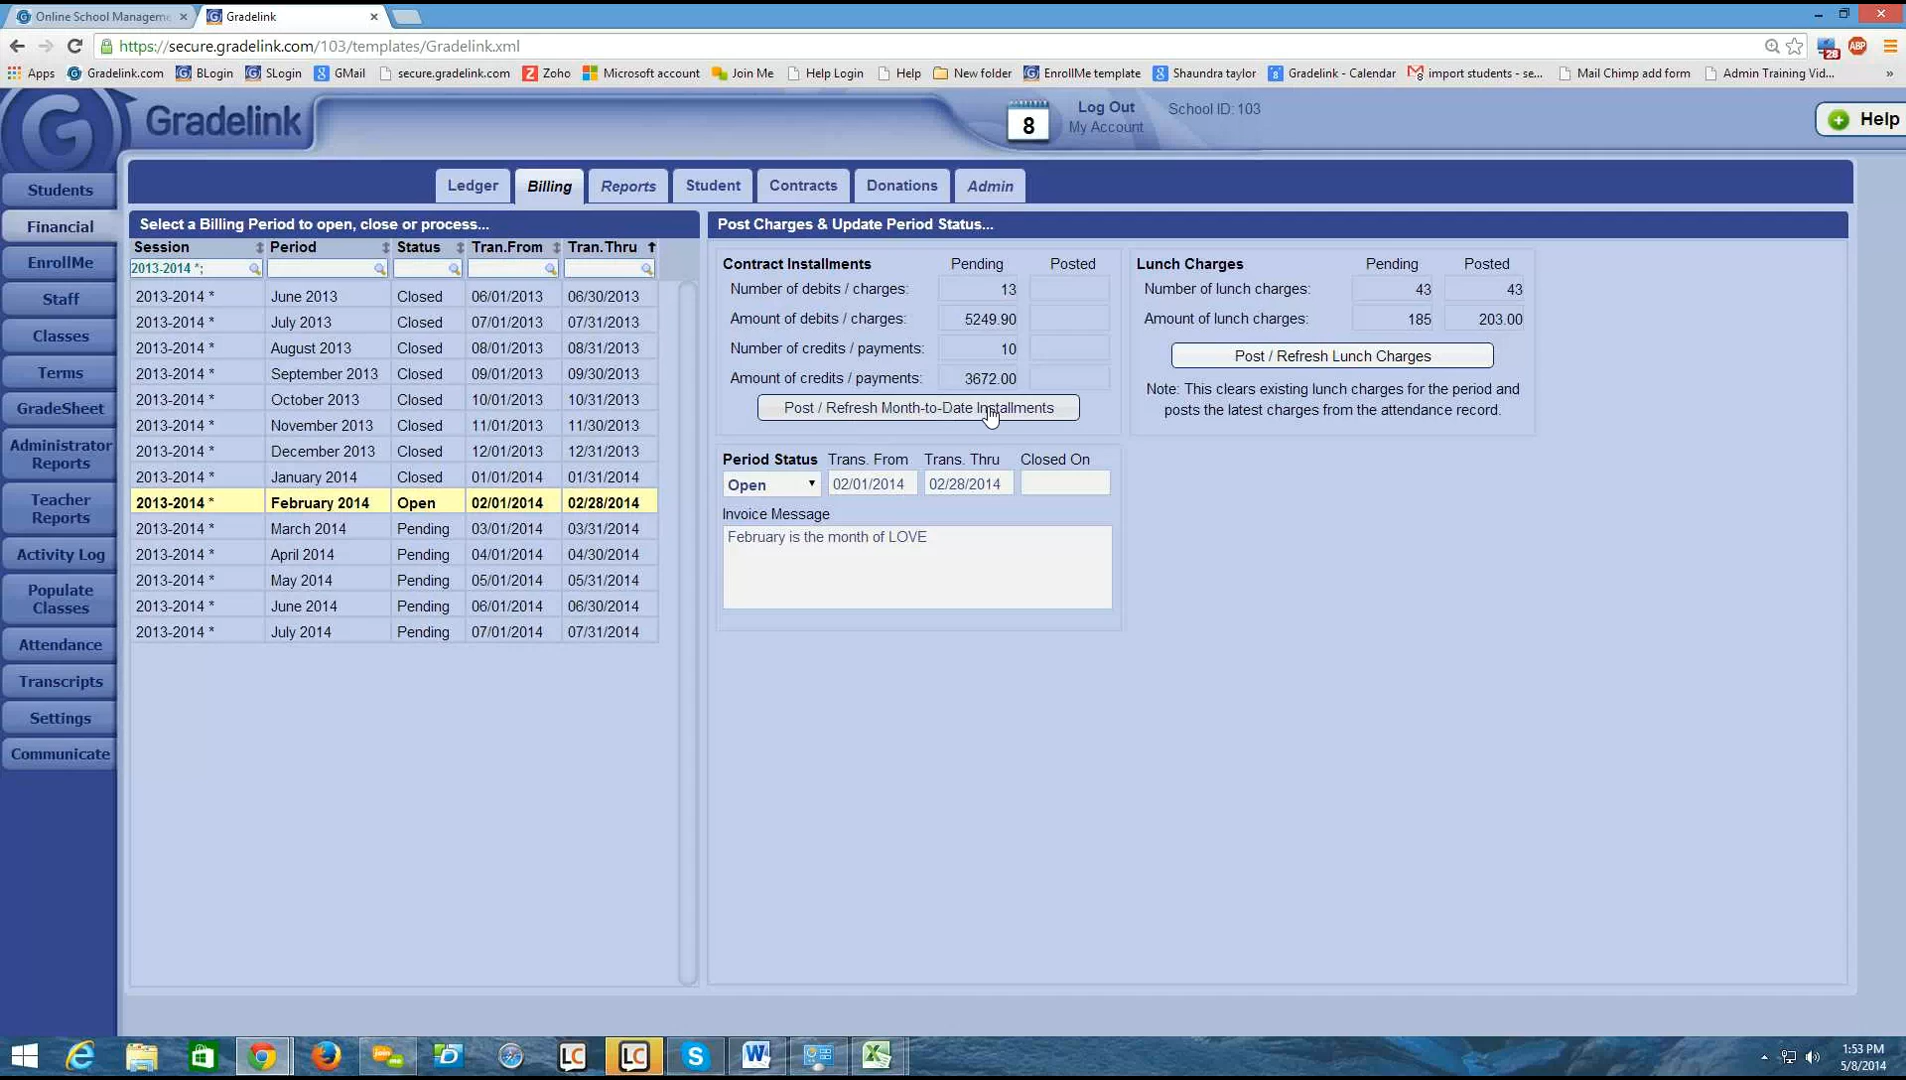 Online School Manageme
Gradelink
https://secure.gradelink.com/103/templates/Gradelink.xml
28
ABP
Apps
Gradelink.com
BLogin
SLogin
GMail
secure.gradelink.com
Zoho
Microsoft account
Join Me
Help Login
Help
New folder
EnrollMe template
Shaundra taylor
Gradelink - Calendar
import students - se...
Mail Chimp add form
Admin Training Vid...
»
Gradelink
8
Log Out
My Account
School ID: 103
Help
Students
Financial
EnrollMe
Staff
Classes
Terms
GradeSheet
Administrator
Reports
Teacher
Reports
Activity Log
Populate
Classes
Attendance
Transcripts
Settings
Communicate
Ledger Billing Reports Student Contracts Donations Admin
Select a Billing Period to open, close or process...
Session Period Status Tran.From Tran.Thru
2013-2014 *;
2013-2014 * June 2013 Closed 06/01/2013 06/30/2013
2013-2014 * July 2013 Closed 07/01/2013 07/31/2013
2013-2014 * August 2013 Closed 08/01/2013 08/31/2013
2013-2014 * September 2013 Closed 09/01/2013 09/30/2013
2013-2014 * October 2013 Closed 10/01/2013 10/31/2013
2013-2014 * November 2013 Closed 11/01/2013 11/30/2013
2013-2014 * December 2013 Closed 12/01/2013 12/31/2013
2013-2014 * January 2014 Closed 01/01/2014 01/31/2014
2013-2014 * February 2014 Open 02/01/2014 02/28/2014
2013-2014 * March 2014 Pending 03/01/2014 03/31/2014
2013-2014 * April 2014 Pending 04/01/2014 04/30/2014
2013-2014 * May 2014 Pending 05/01/2014 05/31/2014
2013-2014 * June 2014 Pending 06/01/2014 06/30/2014
2013-2014 * July 2014 Pending 07/01/2014 07/31/2014
Post Charges & Update Period Status...
Contract Installments Pending Posted
Number of debits / charges: 13
Amount of debits / charges: 5249.90
Number of credits / payments: 10
Amount of credits / payments: 3672.00
Post / Refresh Month-to-Date Installments
Lunch Charges Pending Posted
Number of lunch charges: 43 43
Amount of lunch charges: 185 203.00
Post / Refresh Lunch Charges
Note: This clears existing lunch charges for the period and
posts the latest charges from the attendance record.
Period Status Trans. From Trans. Thru Closed On
Open 02/01/2014 02/28/2014
Invoice Message
February is the month of LOVE
LC
LC
1:53 PM
5/8/2014